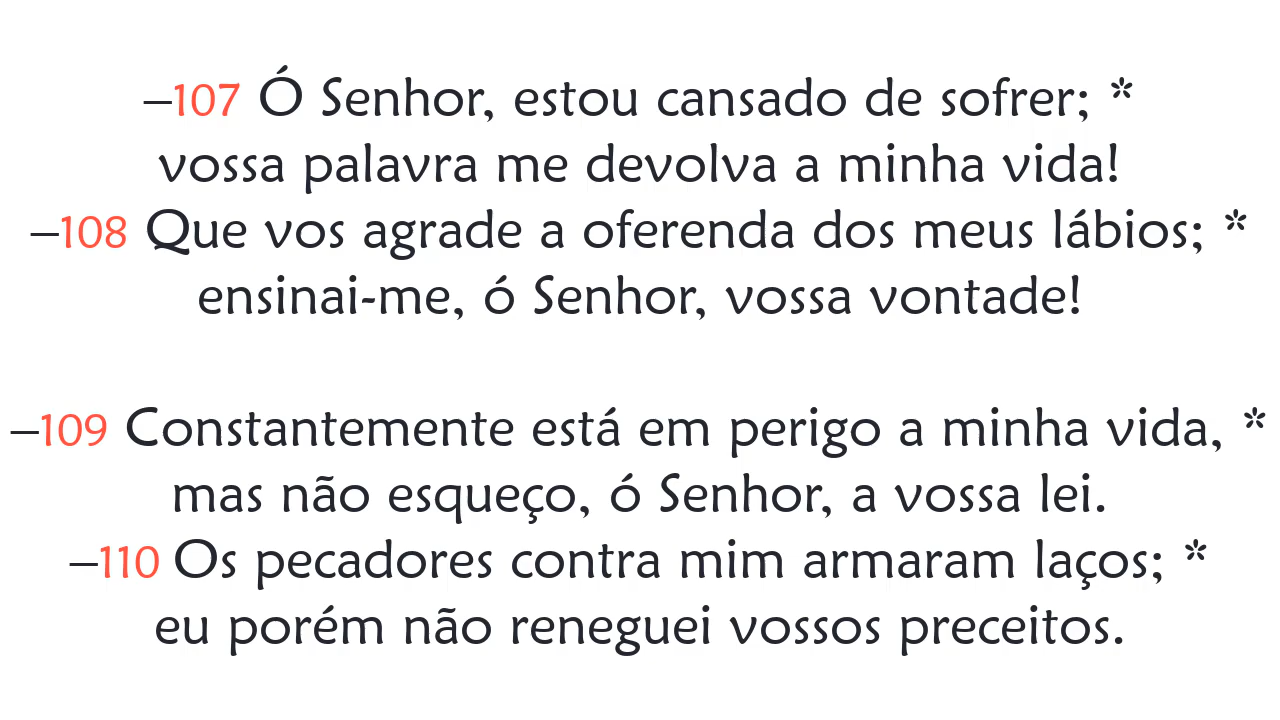 –107 Ó Senhor, estou cansado de sofrer; *
vossa palavra me devolva a minha vida!
–108 Que vos agrade a oferenda dos meus lábios; *
ensinai-me, ó Senhor, vossa vontade!
–109 Constantemente está em perigo a minha vida, *
mas não esqueço, ó Senhor, a vossa lei.
–110 Os pecadores contra mim armaram laços; *
eu porém não reneguei vossos preceitos.